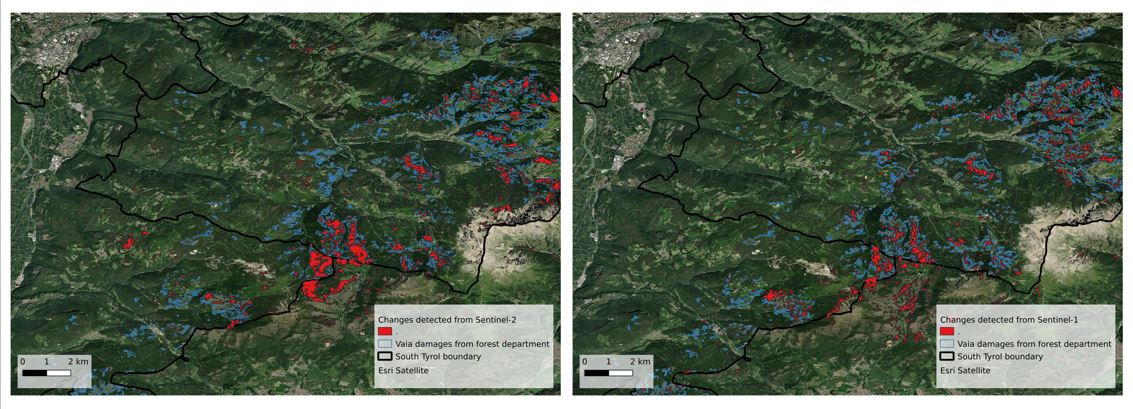 Changes detected from Sentinel-2
.
Vaia damages from forest department
South Tyrol boundary
Esri Satellite
0 1 2 km
Changes detected from Sentinel-1
.
Vaia damages from forest department
South Tyrol boundary
Esri Satellite
0 1 2 km